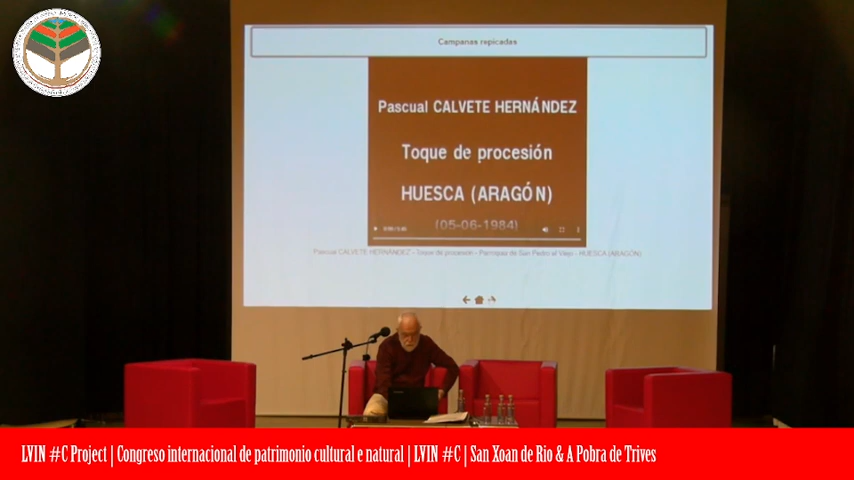 Campanes repicades
Pascual CALVETE HERNÁNDEZ
Toque de procesión
HUESCA (ARAGÓN)
(05-06-1984)
Pascual CALVETE HERNÁNDEZ - Toque de procesión - Parroquia de San Pedro el Viejo - HUESCA (ARAGÓN)
LVIN #C Project | Congreso internacional de patrimonio cultural e natural | LVIN #C | San Xoan de Rio & A Pobra de Trives